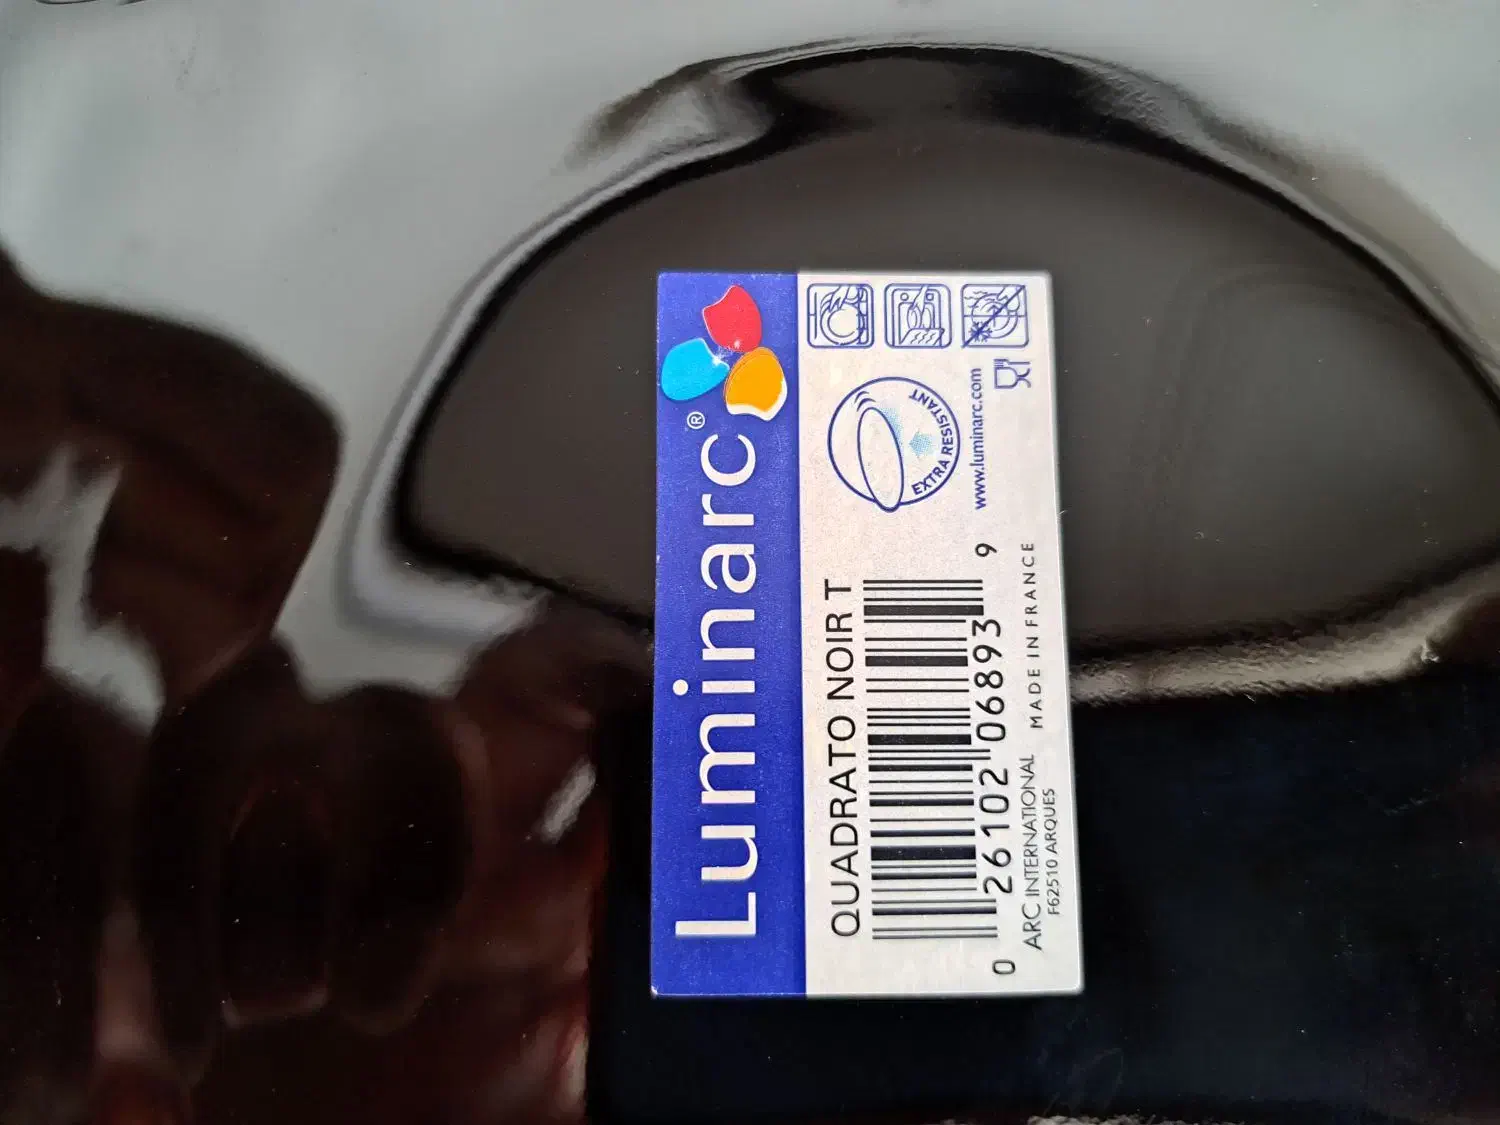 Luminarc®
EXTRA RESISTANT
www.luminarc.com
QUADRATO NOIR T
0 26102 06893 9
ARC INTERNATIONAL MADE IN FRANCE
F62510 ARQUES